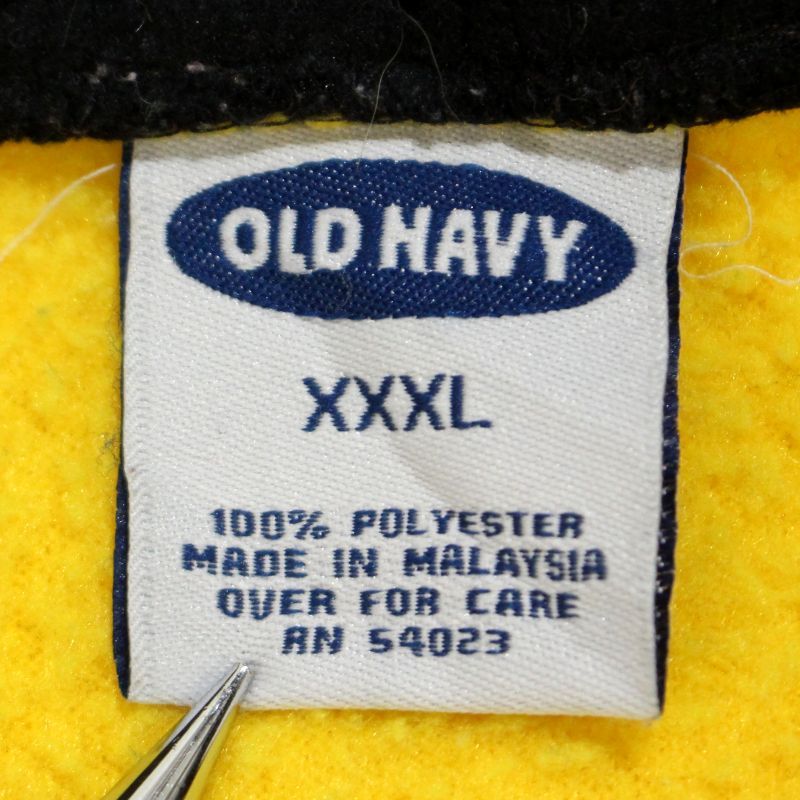 OLD NAVY
XXXL
100% POLYESTER
MADE IN MALAYSIA
OVER FOR CARE
RN 54023